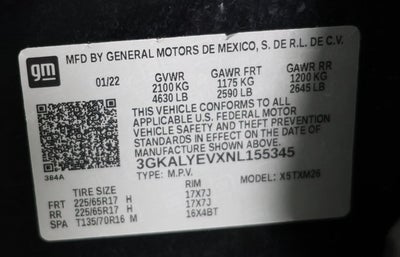 gm
MFD BY GENERAL MOTORS DE MEXICO, S. DE R.L. DE C.V.
01/22 GVWR GAWR FRT GAWR RR
2100 KG 1175 KG 1200 KG
4630 LB 2590 LB 2645 LB
THIS VEHICLE CONFORMS TO ALL
APPLICABLE U.S. FEDERAL MOTOR
VEHICLE SAFETY AND THEFT PREVENTION
STANDARDS IN EFFECT ON THE DATE OF
MANUFACTURE SHOWN ABOVE.
384A
3GKALYEVXNL155345
TYPE: M.P.V. MODEL: X5TXM26
TIRE SIZE RIM
FRT 225/65R17 H 17X7J
RR 225/65R17 H 17X7J
SPA T135/70R16 M 16X4BT